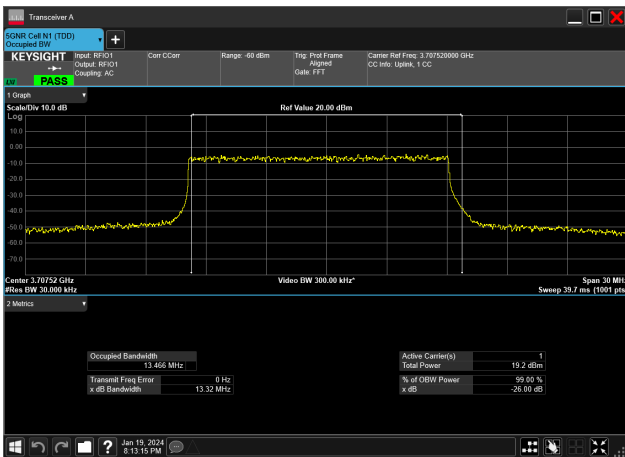 Transceiver A
5GNR Cell N1 (TDD)
Occupied BW
KEYSIGHT
Input: RFIO1
Output: RFIO1
Coupling: AC
Corr CCorr
Range: -60 dBm
Trig: Prot Frame
Aligned
Gate: FFT
Carrier Ref Freq: 3.707520000 GHz
CC Info: Uplink, 1 CC
PASS
1 Graph
Scale/Div 10.0 dB
Ref Value 20.00 dBm
Log
10.0
0.00
-10.0
-20.0
-30.0
-40.0
-50.0
-60.0
-70.0
Center 3.70752 GHz
#Res BW 30.000 kHz
Video BW 300.00 kHz*
Span 30 MHz
Sweep 39.7 ms (1001 pts
2 Metrics
Occupied Bandwidth
13.466 MHz
Transmit Freq Error 0 Hz
x dB Bandwidth 13.32 MHz
Active Carrier(s) 1
Total Power 19.2 dBm
% of OBW Power 99.00 %
x dB -26.00 dB
Jan 19, 2024
8:13:15 PM